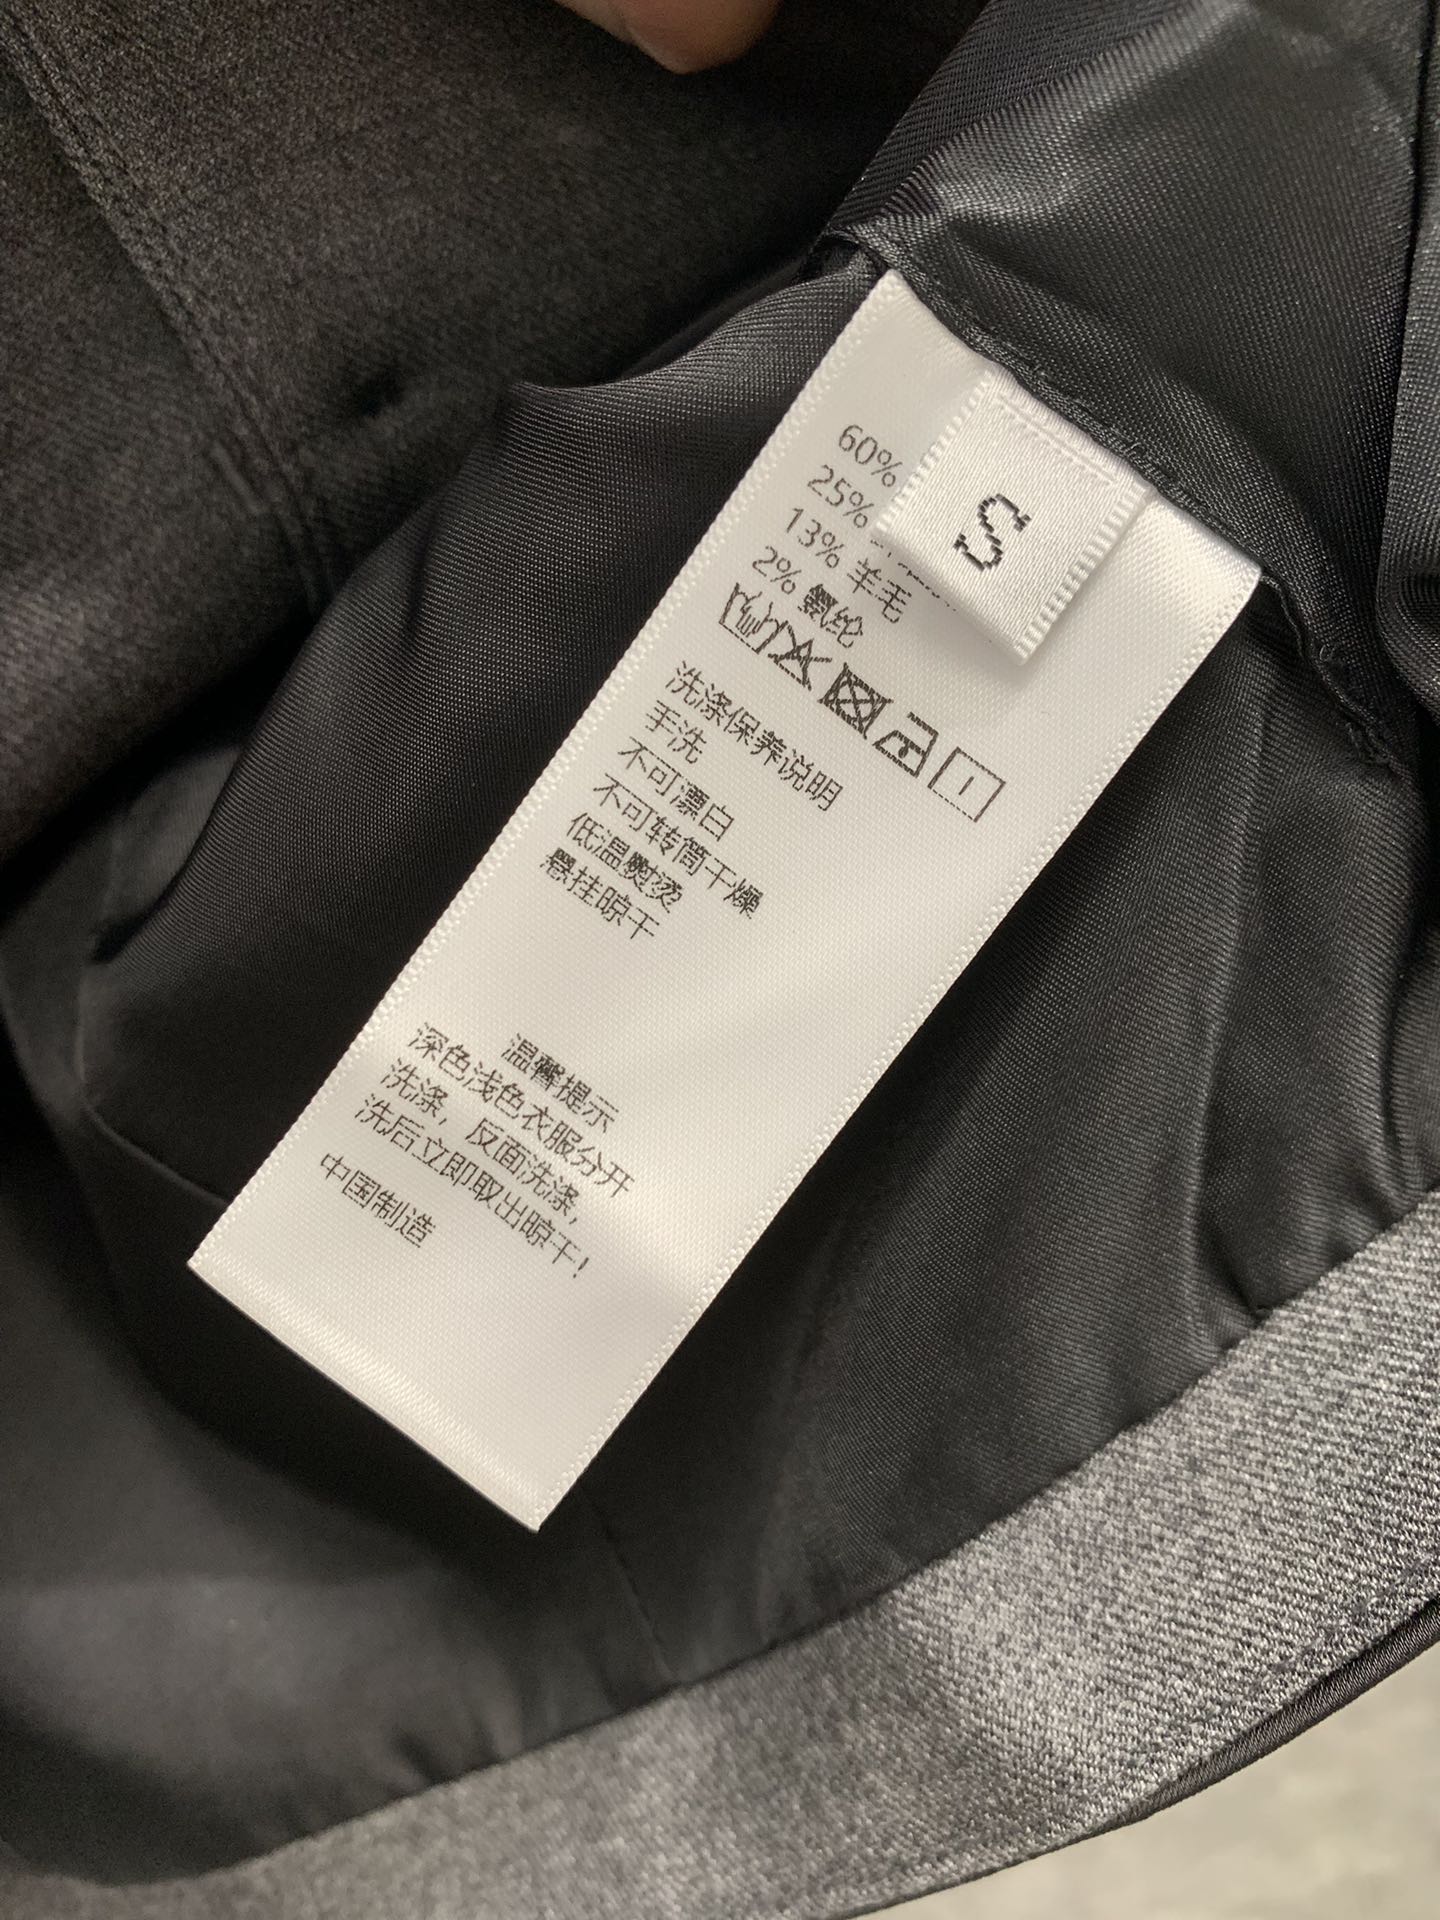 S
60%
25%
13% 羊毛
2% 氨纶
洗涤保养说明
手洗
不可漂白
不可转筒干燥
低温熨烫
悬挂晾干
温馨提示
深色浅色衣服分开
洗涤，反面洗涤，
洗后立即取出晾干！
中国制造